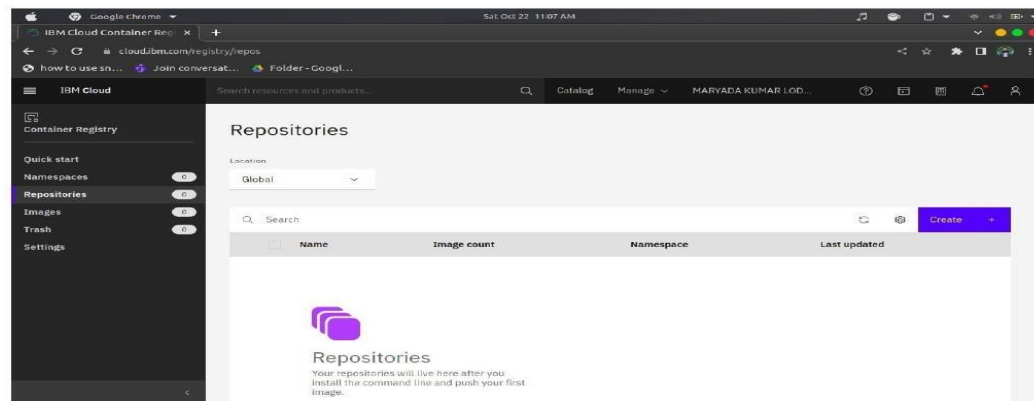 Google Chrome
Sat Oct 22 11:07 AM
IBM Cloud Container Regi
cloud.ibm.com/registry/repos
how to use sn...
Join conversat...
Folder - Googl...
IBM Cloud
Search resources and products...
Catalog
Manage
MARYADA KUMAR LOD...
Container Registry
Quick start
Namespaces 0
Repositories 0
Images 0
Trash 0
Settings
Repositories
Location
Global
Search
Create +
Name Image count Namespace Last updated
Repositories
Your repositories will live here after you
install the command line and push your first
image.